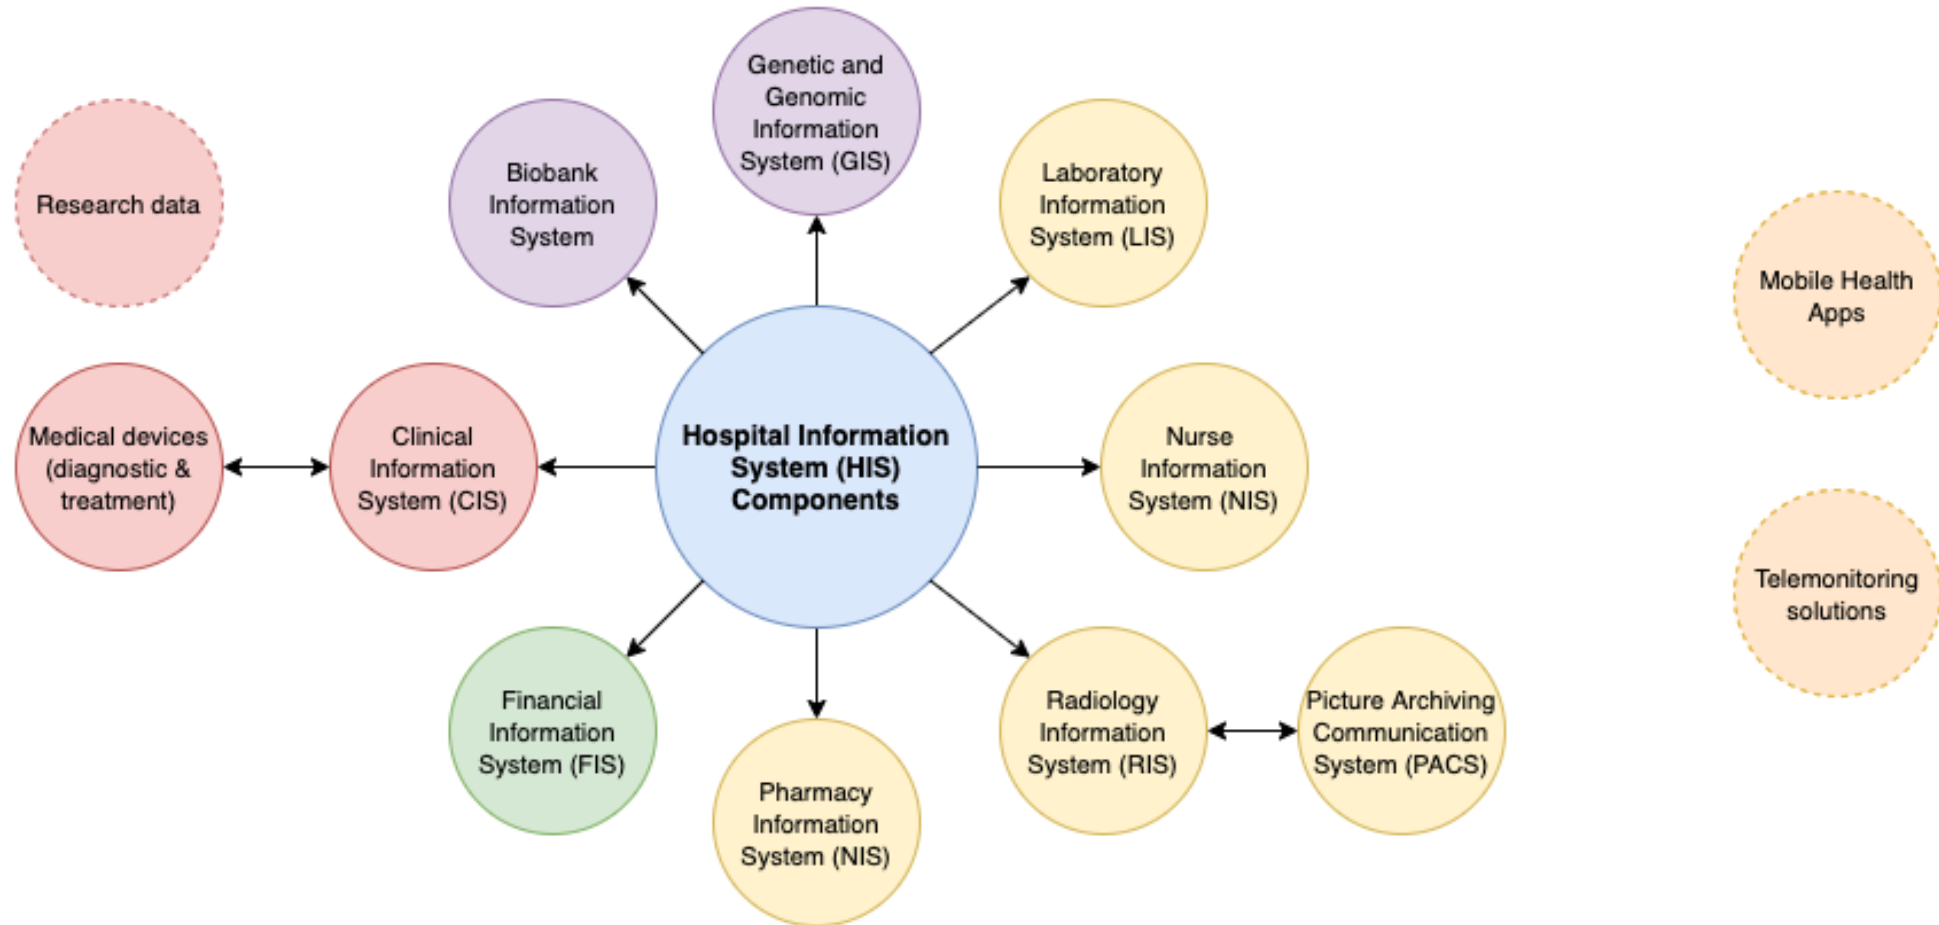 Genetic and
Genomic
Information
System (GIS)
Biobank
Information
System
Laboratory
Information
System (LIS)
Research data
Mobile Health
Apps
Medical devices
(diagnostic &
treatment)
Clinical
Information
System (CIS)
Hospital Information
System (HIS)
Components
Nurse
Information
System (NIS)
Telemonitoring
solutions
Financial
Information
System (FIS)
Pharmacy
Information
System (NIS)
Radiology
Information
System (RIS)
Picture Archiving
Communication
System (PACS)